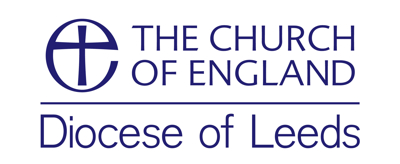 THE CHURCH
OF ENGLAND
Diocese of Leeds